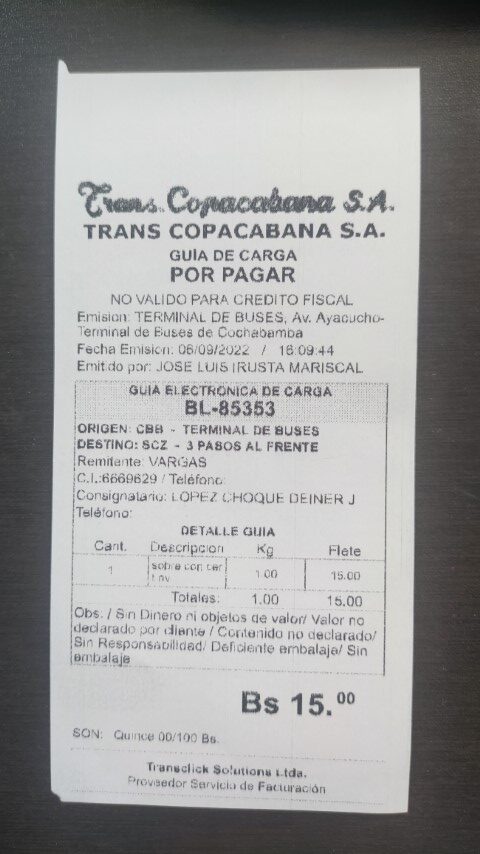 Trans Copacabana S.A.
TRANS COPACABANA S.A.
GUIA DE CARGA
POR PAGAR
NO VALIDO PARA CREDITO FISCAL
Emision: TERMINAL DE BUSES, Av. Ayacucho-
Terminal de Buses de Cochabamba
Fecha Emision: 06/09/2022 / 16:09:44
Emitido por: JOSE LUIS IRUSTA MARISCAL
GUIA ELECTRONICA DE CARGA
BL-85353
ORIGEN: CBB - TERMINAL DE BUSES
DESTINO: SCZ - 3 PASOS AL FRENTE
Remitente: VARGAS
C.I.:6669629 / Teléfono:
Consignatario: LOPEZ CHOQUE DEINER J
Teléfono:
DETALLE GUIA
Cant. Descripcion Kg Flete
1 sobre con cer 1.00 15.00
t inv
Totales: 1.00 15.00
Obs: / Sin Dinero ni objetos de valor/ Valor no
declarado por cliente / Contenido no declarado/
Sin Responsabilidad/ Deficiente embalaje/ Sin
embalaje
Bs 15.00
SON: Quince 00/100 Bs.
Transclick Solutions Ltda.
Proveedor Servicio de Facturación